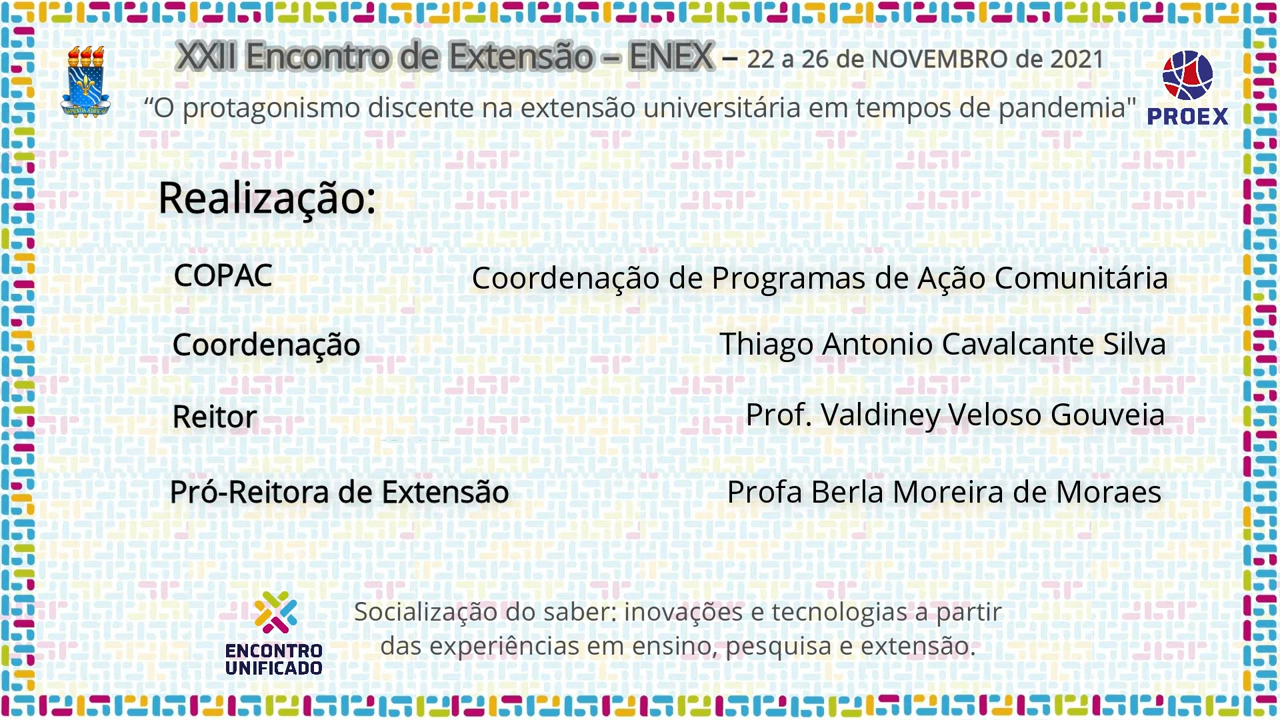 XXII Encontro de Extensão – ENEX – 22 a 26 de NOVEMBRO de 2021
“O protagonismo discente na extensão universitária em tempos de pandemia"
PROEX
Realização:
COPAC Coordenação de Programas de Ação Comunitária
Coordenação Thiago Antonio Cavalcante Silva
Reitor Prof. Valdiney Veloso Gouveia
Pró-Reitora de Extensão Profa Berla Moreira de Moraes
ENCONTRO
UNIFICADO
Socialização do saber: inovações e tecnologias a partir
das experiências em ensino, pesquisa e extensão.